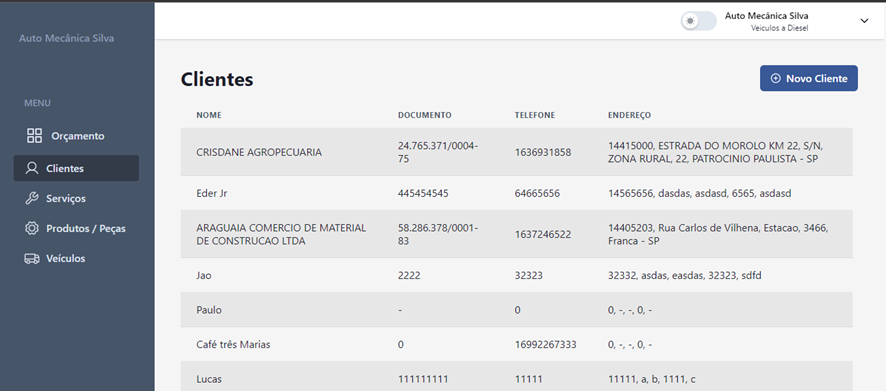 Auto Mecânica Silva
Auto Mecânica Silva
Veículos a Diesel
MENU
Orçamento
Clientes
Serviços
Produtos / Peças
Veículos
Clientes
Novo Cliente
NOME DOCUMENTO TELEFONE ENDEREÇO
CRISDANE AGROPECUARIA 24.765.371/0004-
75 1636931858 14415000, ESTRADA DO MOROLO KM 22, S/N,
ZONA RURAL, 22, PATROCINIO PAULISTA - SP
Eder Jr 445454545 64665656 14565656, dasdas, asdasd, 6565, asdasd
ARAGUAIA COMERCIO DE MATERIAL
DE CONSTRUCAO LTDA 58.286.378/0001-
83 1637246522 14405203, Rua Carlos de Vilhena, Estacao, 3466,
Franca - SP
Jao 2222 32323 32332, asdas, easdas, 32323, sdfd
Paulo - 0 0, -, -, 0, -
Café três Marias 0 16992267333 0, -, -, 0, -
Lucas 111111111 11111 11111, a, b, 1111, c